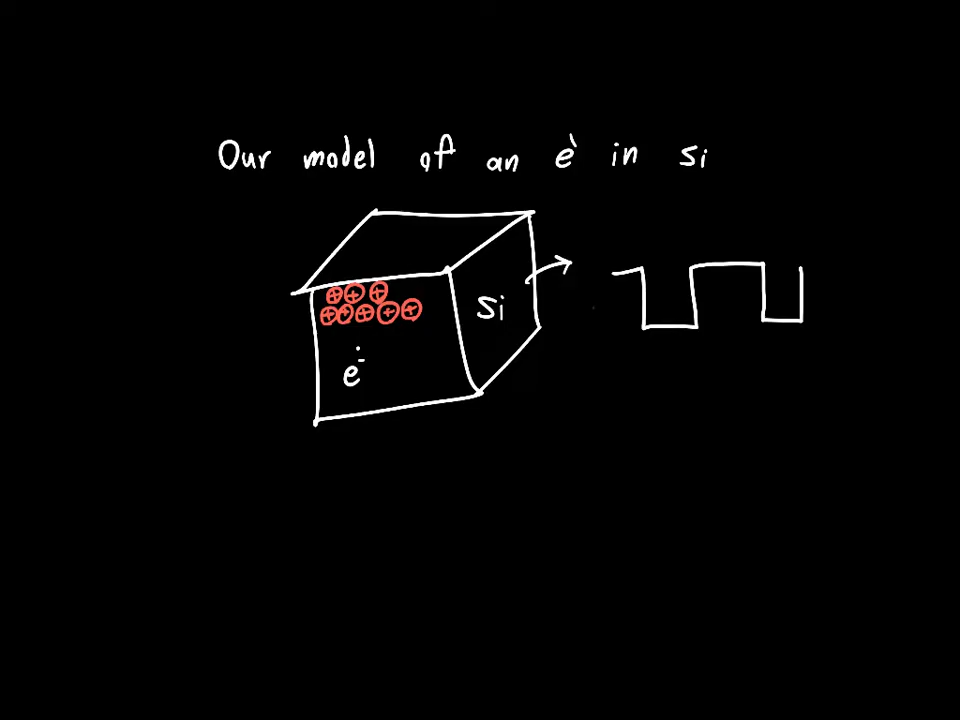 Our model of an e⁻ in si
+ + +
+ + + + +
si
e⁻